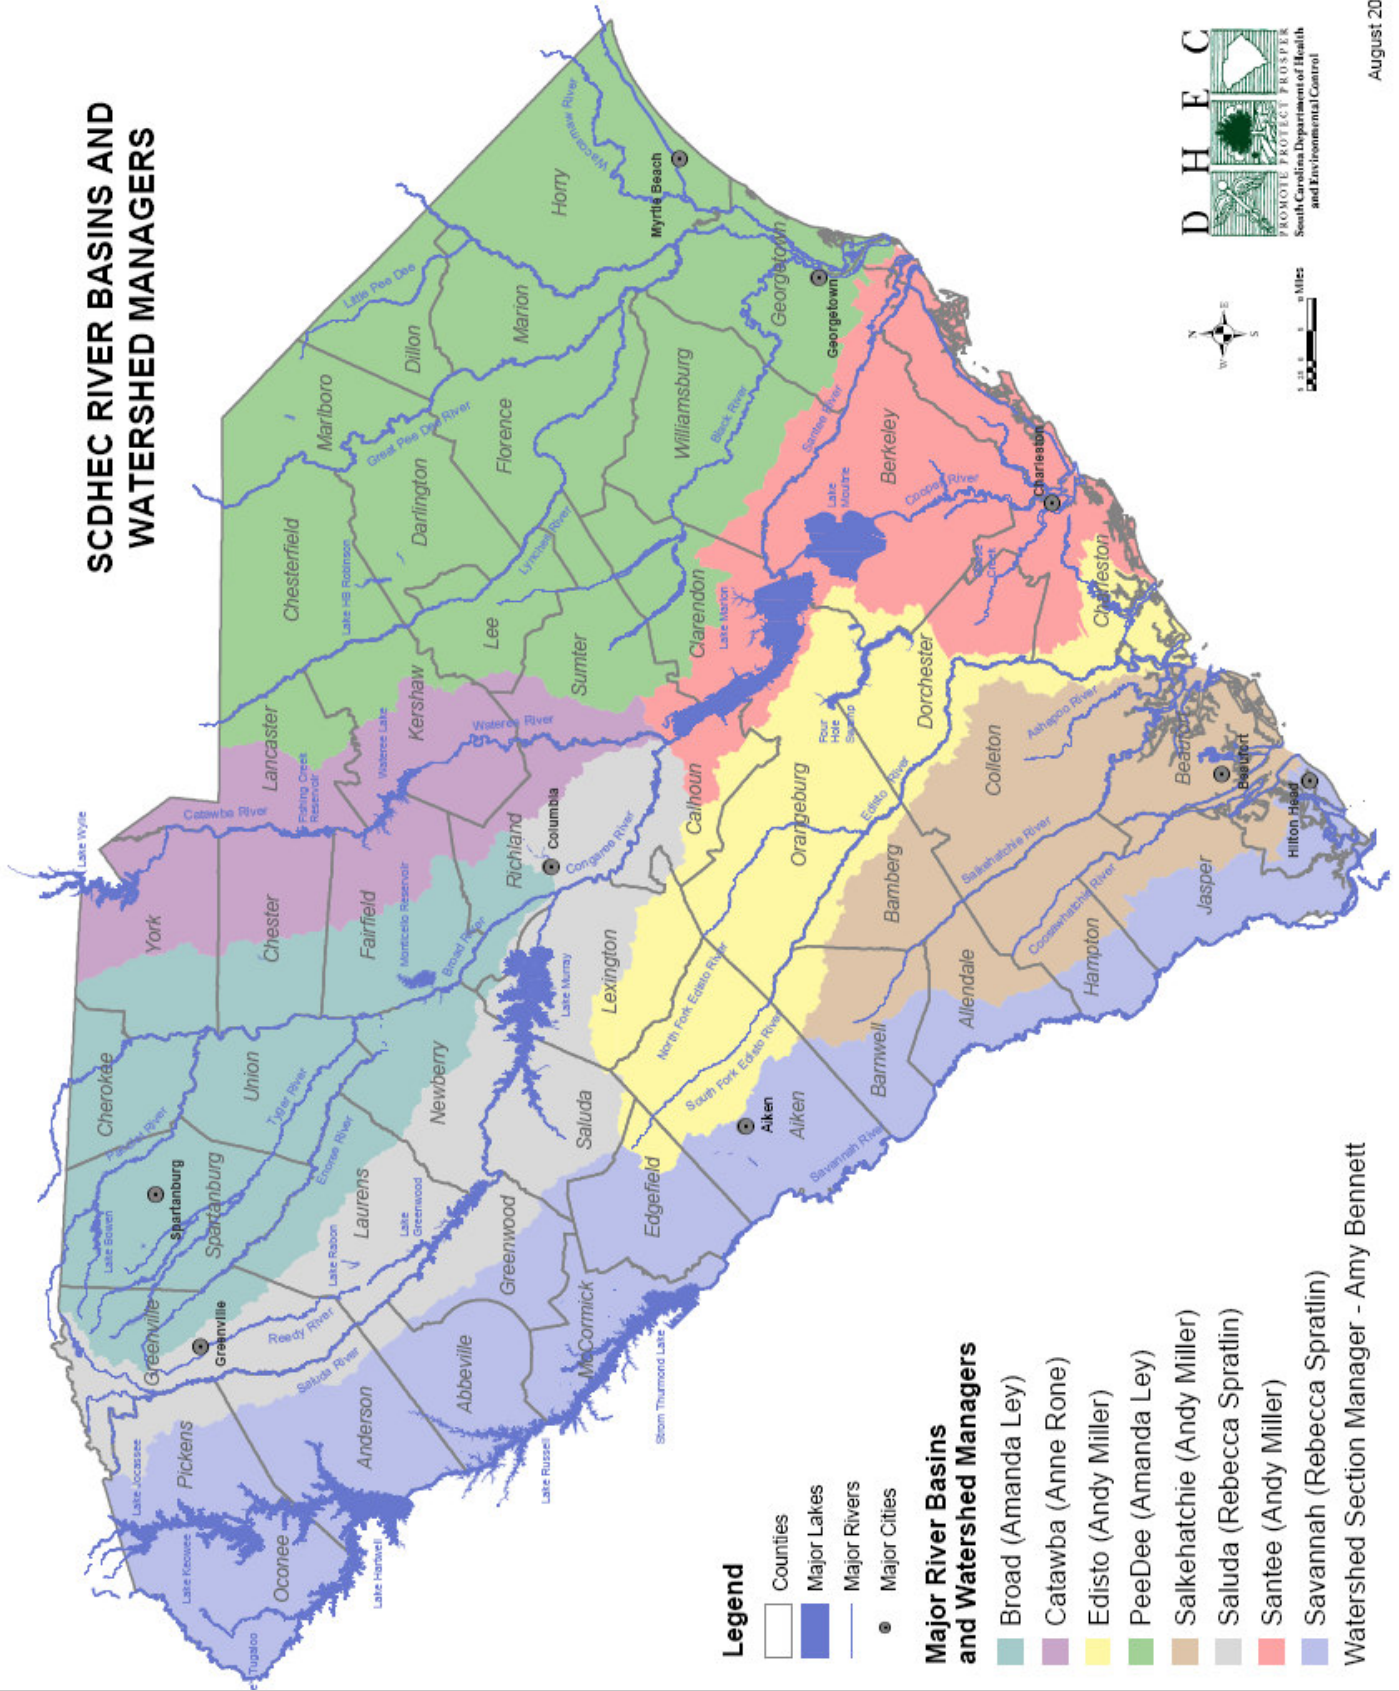 SCDHEC RIVER BASINS AND
WATERSHED MANAGERS
Lake Wylie
York
Cherokee
Spartanburg
Spartanburg
Greenville
Greenville
Pickens
Oconee
Anderson
Abbeville
McCormick
Greenwood
Laurens
Union
Chester
Lancaster
Chesterfield
Marlboro
Dillon
Marion
Horry
Darlington
Florence
Lee
Kershaw
Fairfield
Newberry
Saluda
Edgefield
Aiken
Aiken
Lexington
Richland
Columbia
Sumter
Clarendon
Williamsburg
Georgetown
Georgetown
Myrtle Beach
Calhoun
Orangeburg
Barnwell
Bamberg
Allendale
Hampton
Jasper
Colleton
Dorchester
Berkeley
Charleston
Charleston
Beaufort
Beaufort
Hilton Head
Lake Bowen
Pacolet River
Tyger River
Enoree River
Lake Jocassee
Lake Keowee
Tugaloo
Lake Hartwell
Lake Russell
Strom Thurmond Lake
Saluda River
Reedy River
Lake Rabon
Lake
Greenwood
Lake Murray
Broad River
Monticello Reservoir
Catawba River
Fishing Creek
Reservoir
Wateree Lake
Wateree River
Congaree River
Lake HB Robinson
Lynches River
Great Pee Dee River
Little Pee Dee
Waccamaw River
Black River
Santee River
Lake Marion
Lake
Moultrie
Cooper River
Creek
Four
Hole
Swamp
Edisto River
North Fork Edisto River
South Fork Edisto River
Savannah River
Salkehatchie River
Coosawhatchie River
Ashepoo River
Legend
Counties
Major Lakes
Major Rivers
Major Cities
Major River Basins
and Watershed Managers
Broad (Amanda Ley)
Catawba (Anne Rone)
Edisto (Andy Miller)
PeeDee (Amanda Ley)
Salkehatchie (Andy Miller)
Saluda (Rebecca Spratlin)
Santee (Andy Miller)
Savannah (Rebecca Spratlin)
Watershed Section Manager - Amy Bennett
N
W E
S
Miles
D H E C
PROMOTE PROTECT PROSPER
South Carolina Department of Health
and Environmental Control
August 20